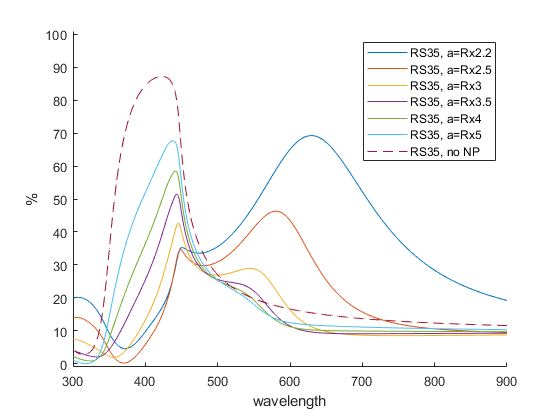 100
90
80
70
60
50
40
30
20
10
0
%
300 400 500 600 700 800 900
wavelength
RS35, a=Rx2.2
RS35, a=Rx2.5
RS35, a=Rx3
RS35, a=Rx3.5
RS35, a=Rx4
RS35, a=Rx5
RS35, no NP